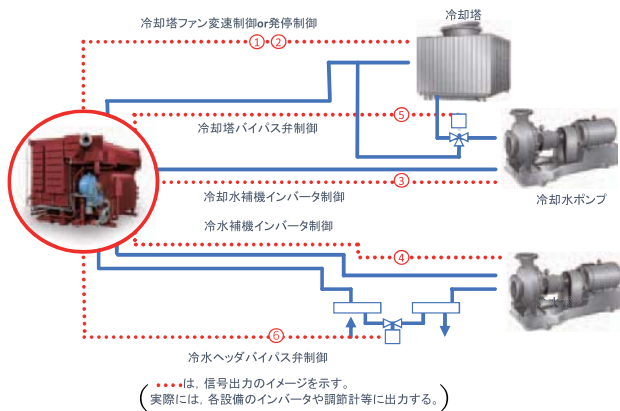 冷却塔ファン変速制御or発停制御
① ②
冷却塔
冷却塔バイパス弁制御
⑤
③
冷却水補機インバータ制御
冷却水ポンプ
冷水補機インバータ制御
④
⑥
冷水ヘッダバイパス弁制御
••••は,信号出力のイメージを示す。
実際には,各設備のインバータや調節計等に出力する。